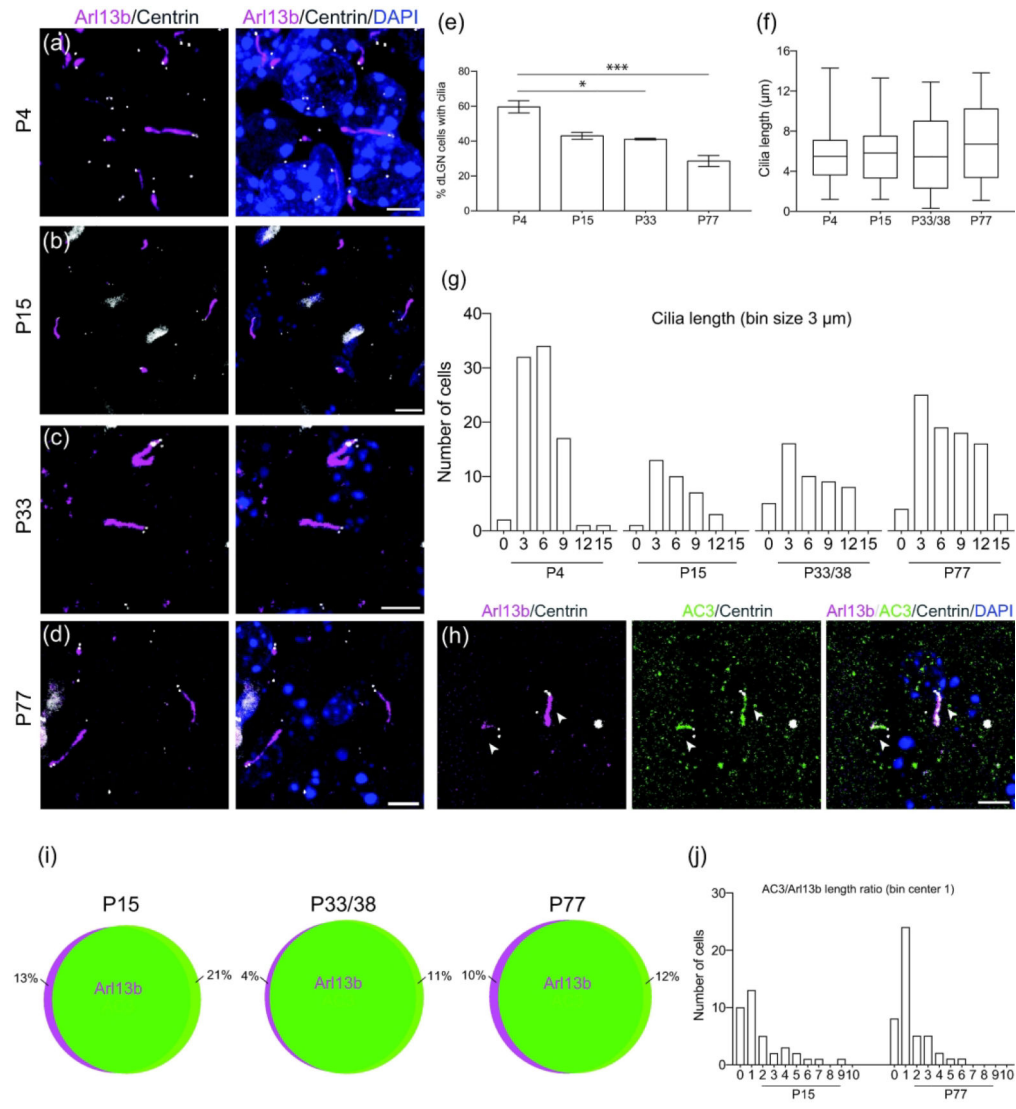 Arl13b/Centrin Arl13b/Centrin/DAPI
(a)
P4
(b)
P15
(c)
P33
(d)
P77
(e)
***
*
% dLGN cells with cilia
80
60
40
20
0
P4 P15 P33 P77
(f)
Cilia length (µm)
16
12
8
4
0
P4 P15 P33/38 P77
(g)
Cilia length (bin size 3 µm)
Number of cells
40
30
20
10
0
0 3 6 9 12 15 0 3 6 9 12 15 0 3 6 9 12 15 0 3 6 9 12 15
P4 P15 P33/38 P77
Arl13b/Centrin AC3/Centrin Arl13b/AC3/Centrin/DAPI
(h)
(i)
P15 P33/38 P77
13% Arl13b 21% 4% Arl13b 11% 10% Arl13b 12%
(j)
AC3/Arl13b length ratio (bin center 1)
Number of cells
30
20
10
0
0 1 2 3 4 5 6 7 8 9 10 0 1 2 3 4 5 6 7 8 9 10
P15 P77